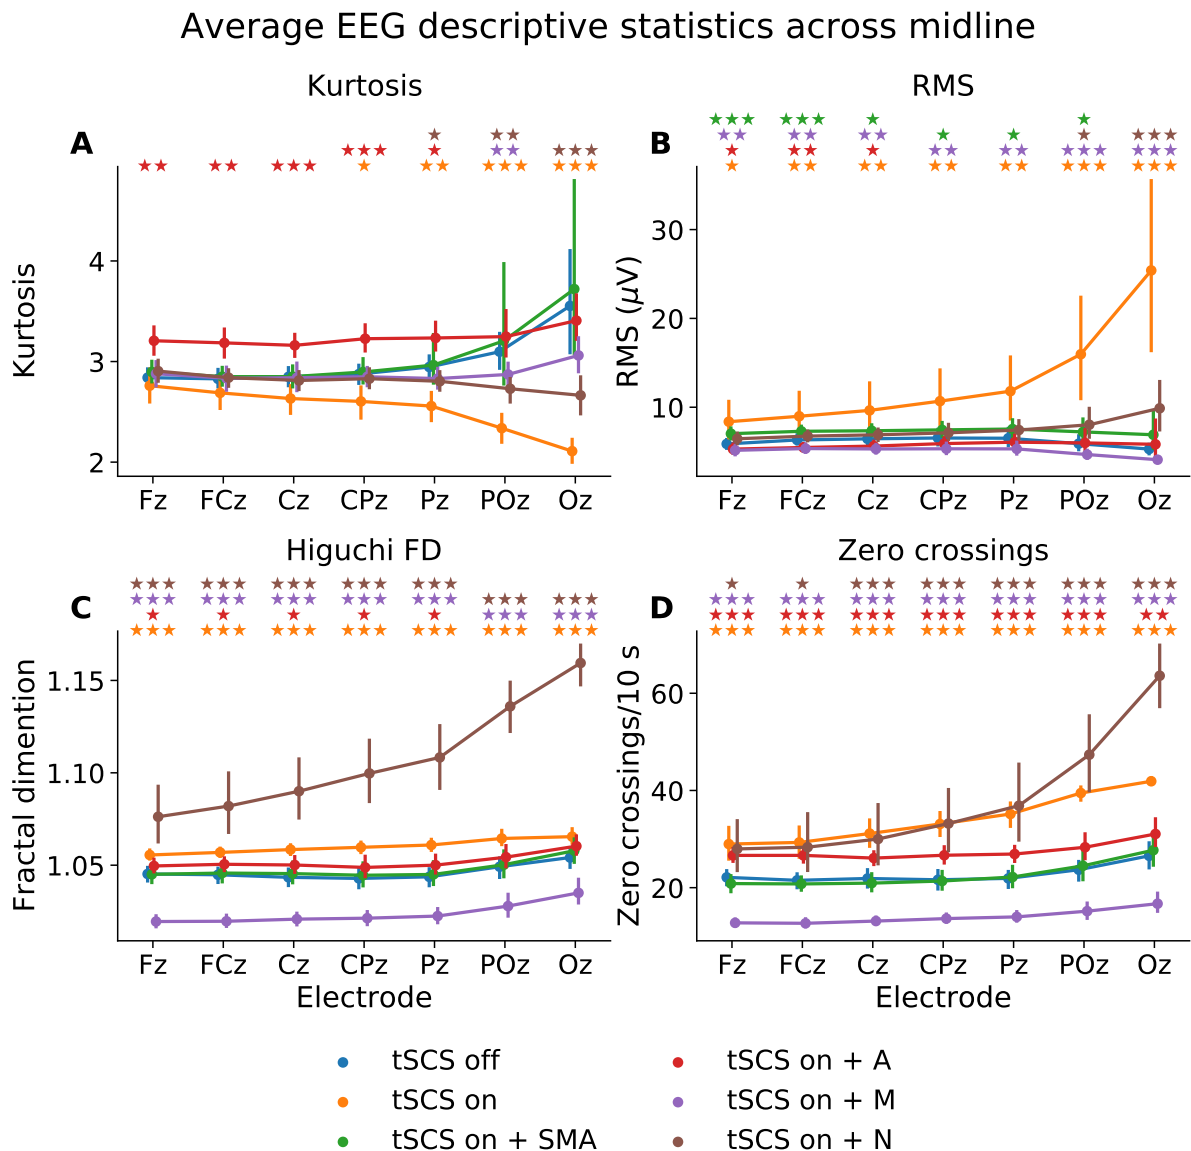 Average EEG descriptive statistics across midline
Kurtosis
RMS
A
B
Kurtosis
4
3
2
RMS (μV)
30
20
10
Fz FCz Cz CPz Pz POz Oz
Fz FCz Cz CPz Pz POz Oz
Higuchi FD
Zero crossings
C
D
Fractal dimention
1.15
1.10
1.05
Zero crossings/10 s
60
40
20
Fz FCz Cz CPz Pz POz Oz
Fz FCz Cz CPz Pz POz Oz
Electrode
Electrode
tSCS off
tSCS on
tSCS on + SMA
tSCS on + A
tSCS on + M
tSCS on + N